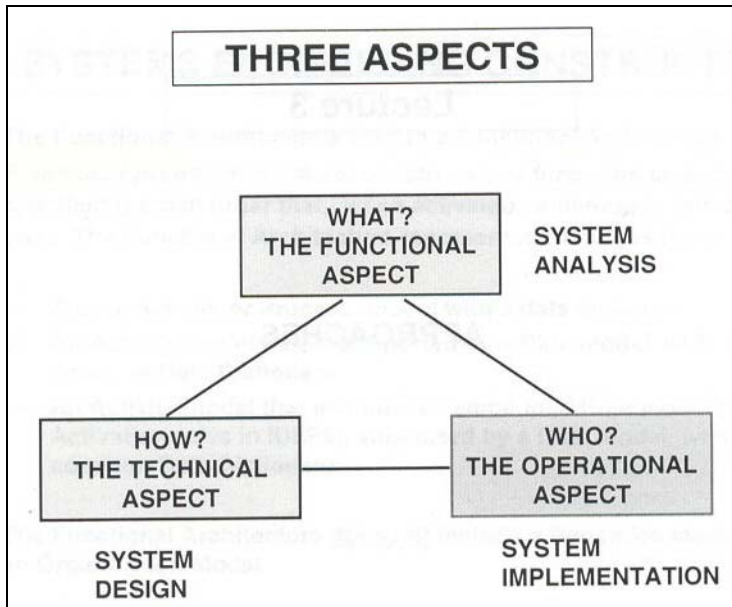 THREE ASPECTS
WHAT?
THE FUNCTIONAL
ASPECT
SYSTEM
ANALYSIS
HOW?
THE TECHNICAL
ASPECT
WHO?
THE OPERATIONAL
ASPECT
SYSTEM
DESIGN
SYSTEM
IMPLEMENTATION